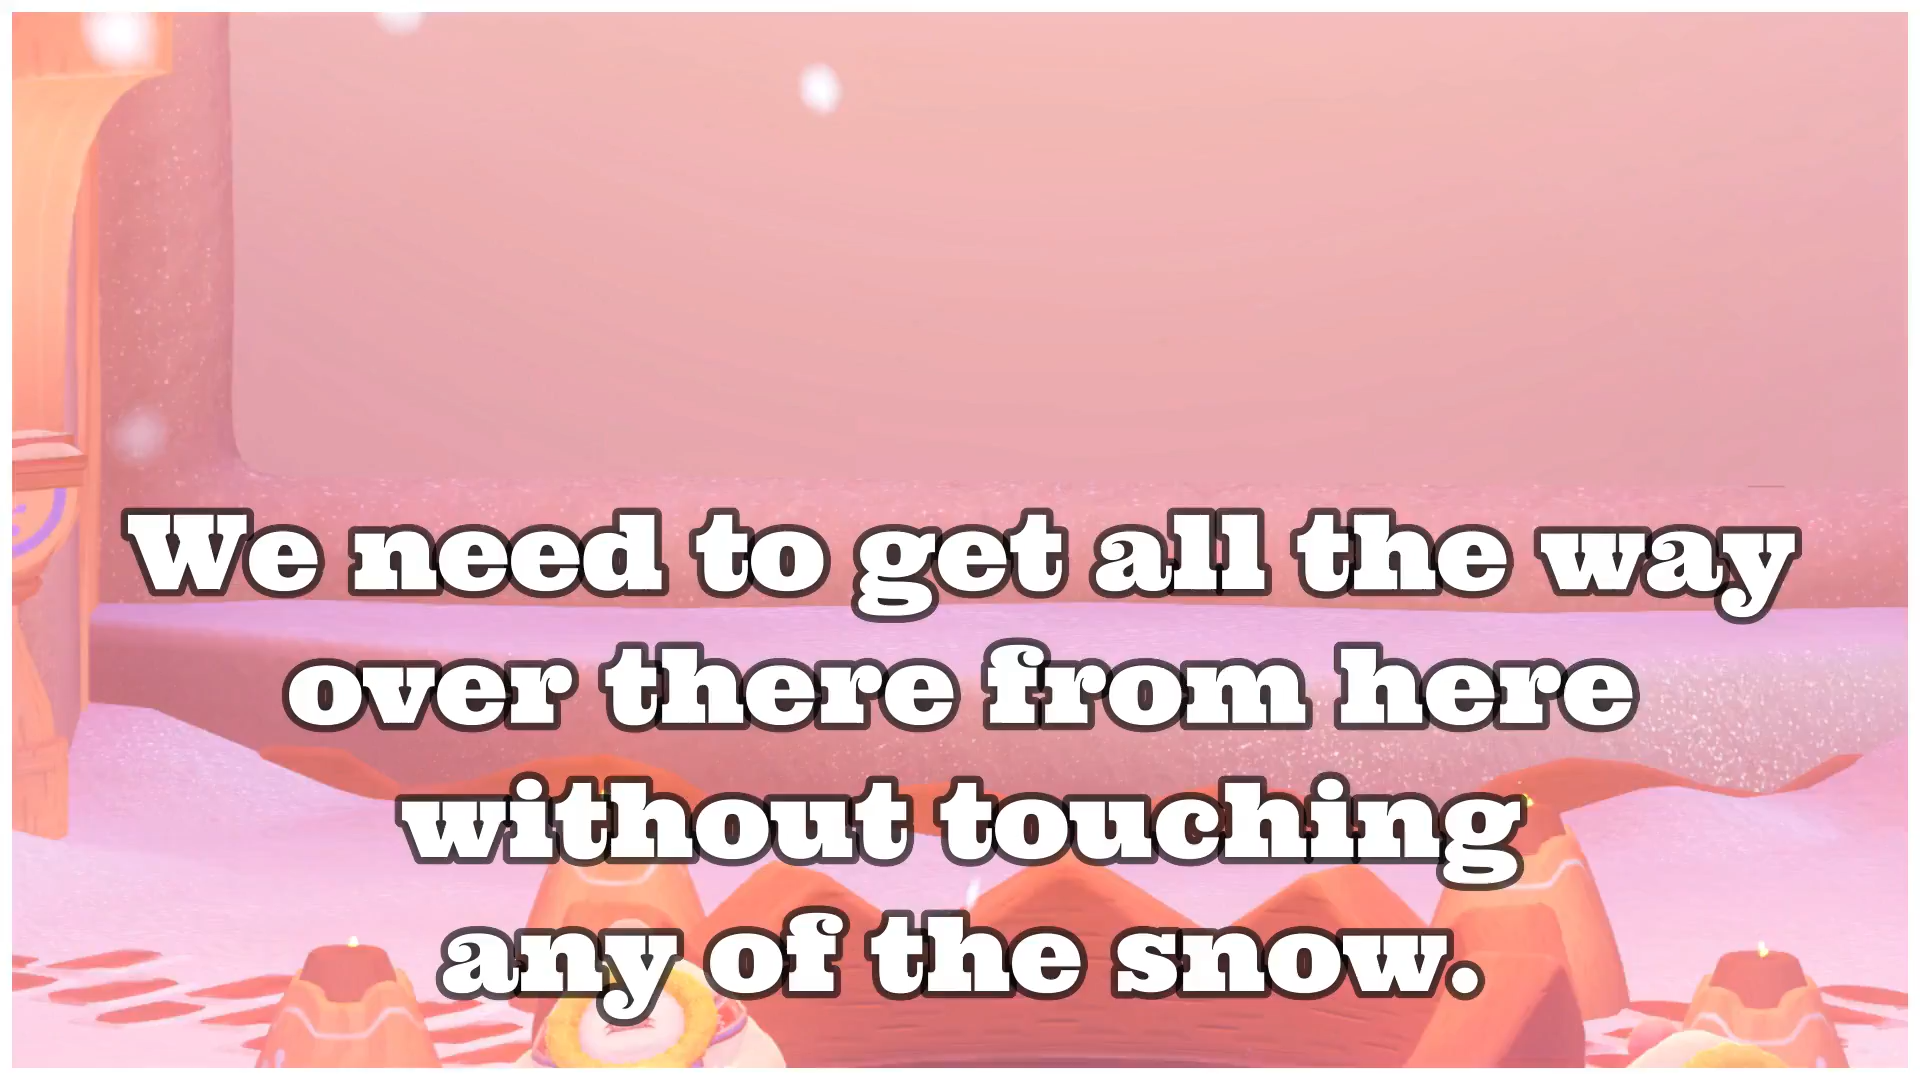 We need to get all the way
over there from here
without touching
any of the snow.